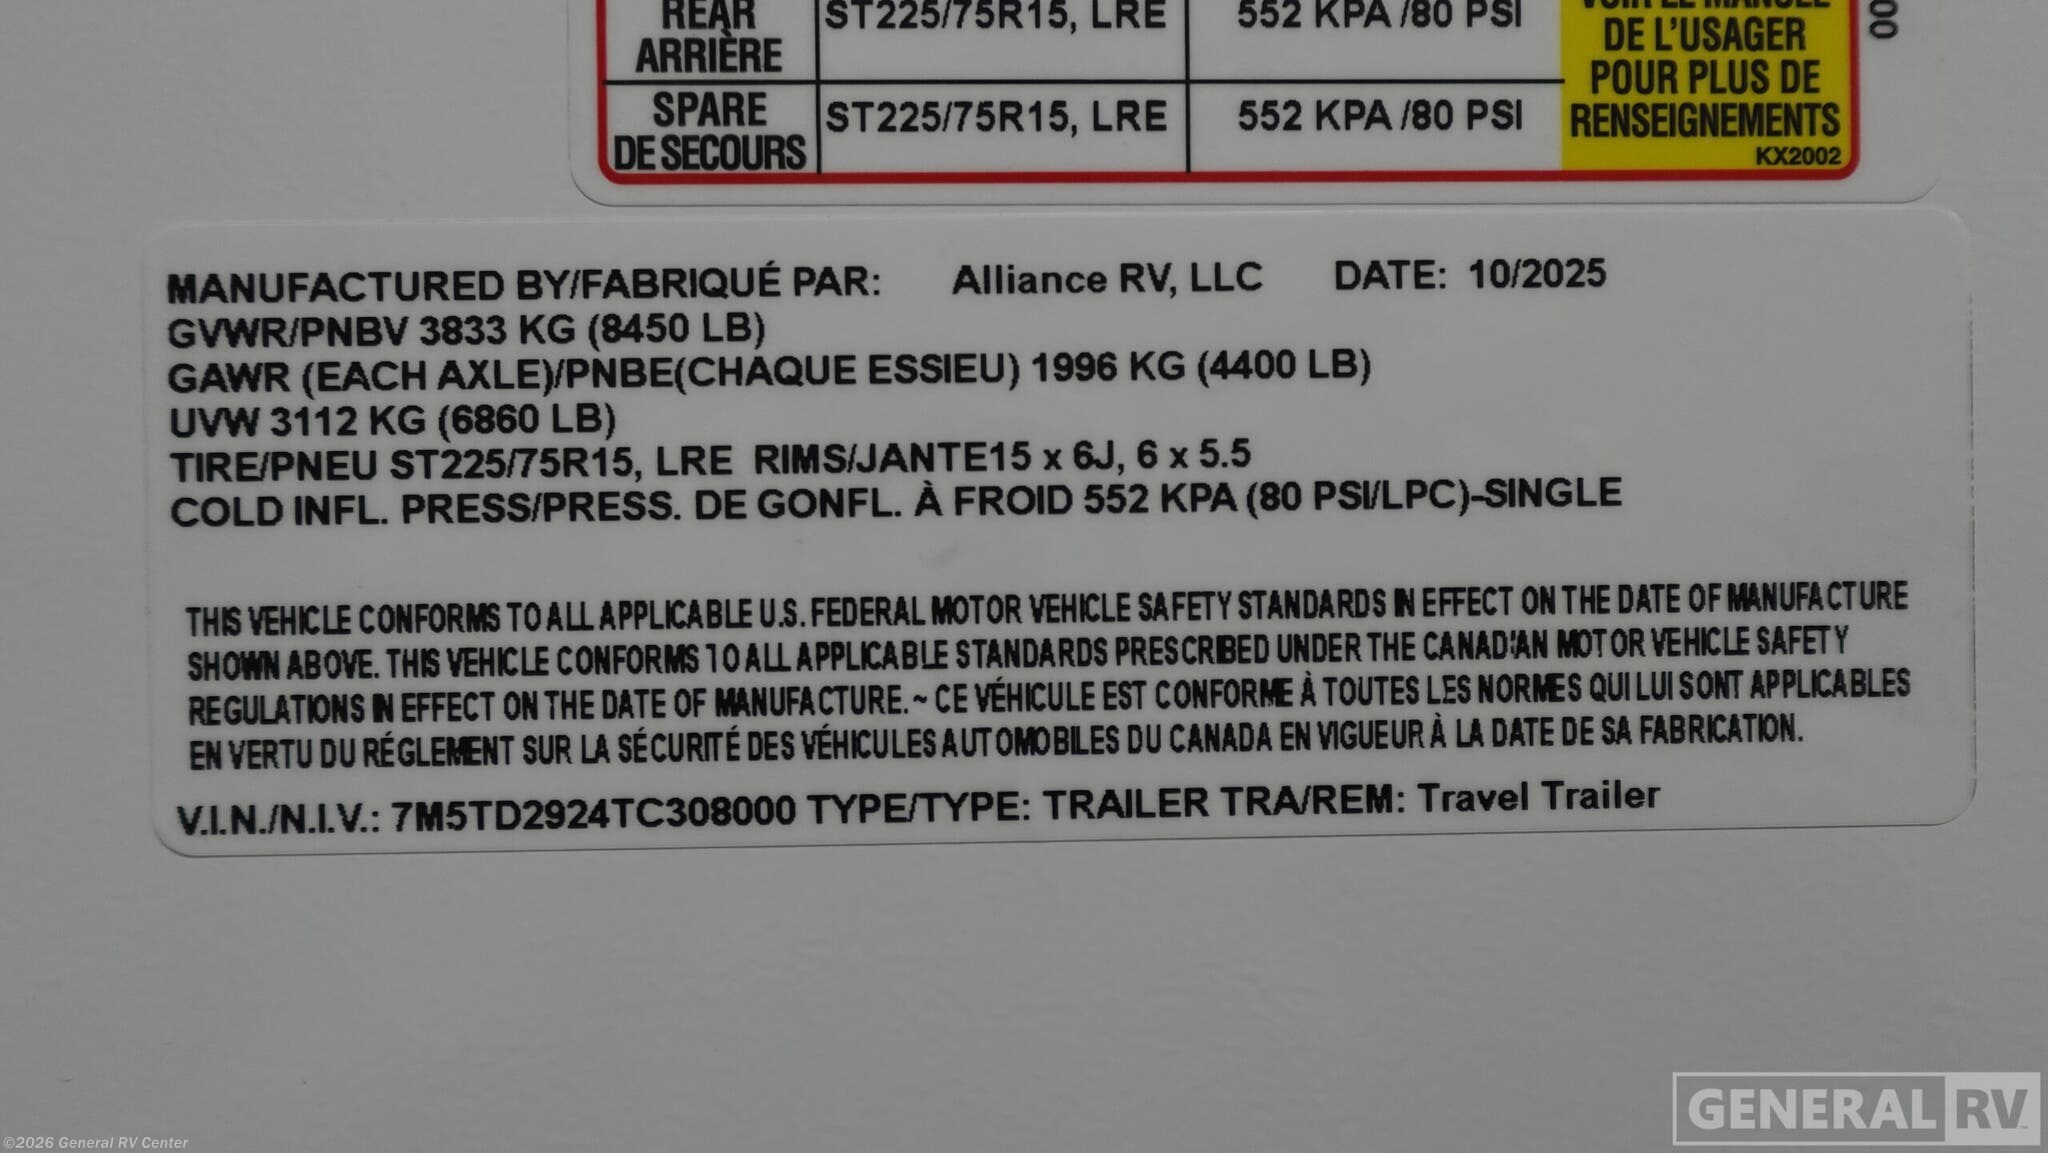 REAR ST225/75R15, LRE 552 KPA /80 PSI VOIR LE MANUEL
ARRIÈRE DE L'USAGER
POUR PLUS DE
SPARE ST225/75R15, LRE 552 KPA /80 PSI RENSEIGNEMENTS
DE SECOURS KX2002
00
MANUFACTURED BY/FABRIQUÉ PAR: Alliance RV, LLC DATE: 10/2025
GVWR/PNBV 3833 KG (8450 LB)
GAWR (EACH AXLE)/PNBE(CHAQUE ESSIEU) 1996 KG (4400 LB)
UVW 3112 KG (6860 LB)
TIRE/PNEU ST225/75R15, LRE RIMS/JANTE15 x 6J, 6 x 5.5
COLD INFL. PRESS/PRESS. DE GONFL. À FROID 552 KPA (80 PSI/LPC)-SINGLE
THIS VEHICLE CONFORMS TO ALL APPLICABLE U.S. FEDERAL MOTOR VEHICLE SAFETY STANDARDS IN EFFECT ON THE DATE OF MANUFACTURE
SHOWN ABOVE. THIS VEHICLE CONFORMS TO ALL APPLICABLE STANDARDS PRESCRIBED UNDER THE CANADIAN MOTOR VEHICLE SAFETY
REGULATIONS IN EFFECT ON THE DATE OF MANUFACTURE. ~ CE VÉHICULE EST CONFORME À TOUTES LES NORMES QUI LUI SONT APPLICABLES
EN VERTU DU RÉGLEMENT SUR LA SÉCURITÉ DES VÉHICULES AUTOMOBILES DU CANADA EN VIGUEUR À LA DATE DE SA FABRICATION.
V.I.N./N.I.V.: 7M5TD2924TC308000 TYPE/TYPE: TRAILER TRA/REM: Travel Trailer
GENERAL RV
©2026 General RV Center